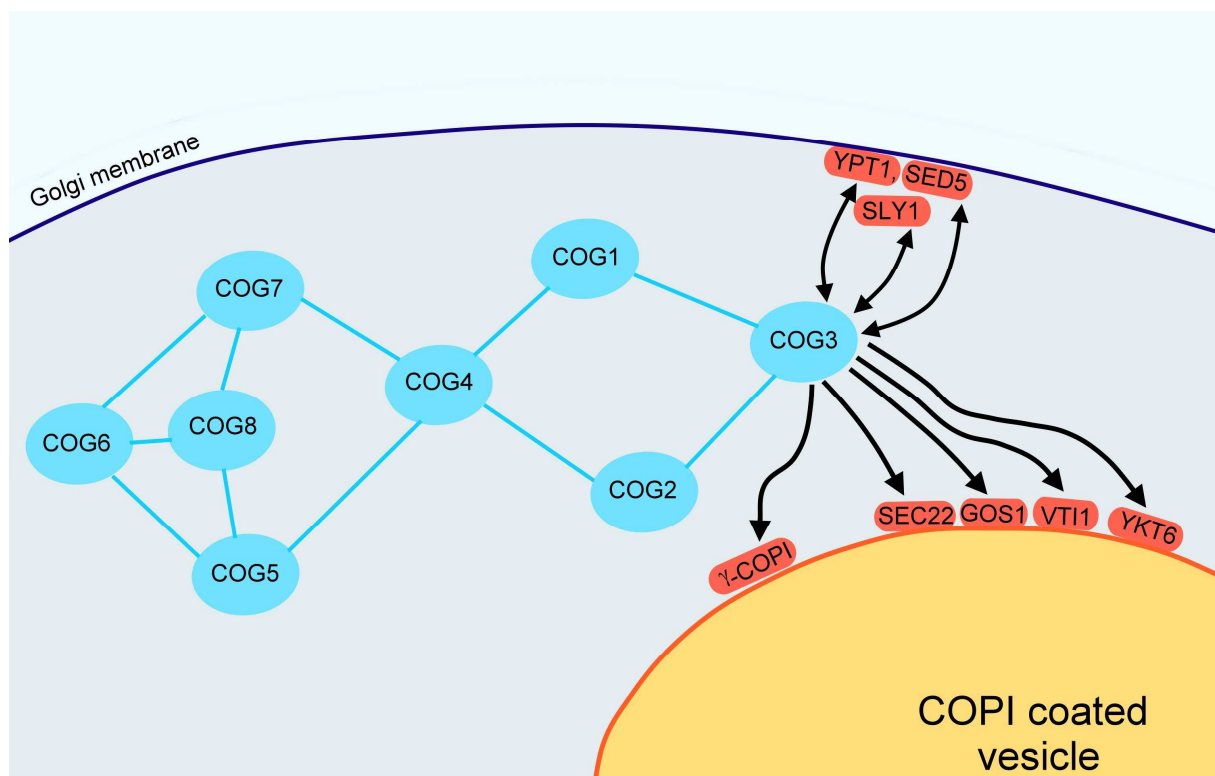 Golgi membrane
YPT1,
SED5
SLY1
COG1
COG7
COG3
COG4
COG8
COG6
COG2
COG5
SEC22
GOS1
VTI1
YKT6
γ-COPI
COPI coated
vesicle